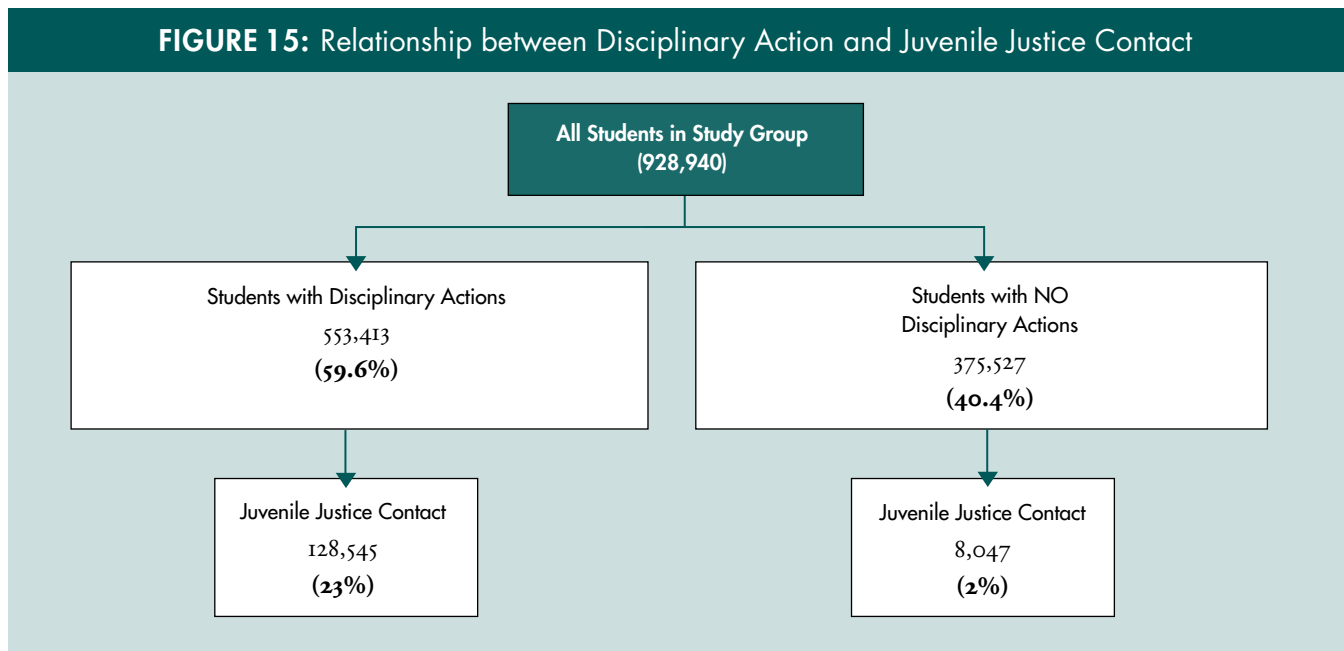 FIGURE 15: Relationship between Disciplinary Action and Juvenile Justice Contact
All Students in Study Group
(928,940)
Students with Disciplinary Actions
553,413
(59.6%)
Students with NO
Disciplinary Actions
375,527
(40.4%)
Juvenile Justice Contact
128,545
(23%)
Juvenile Justice Contact
8,047
(2%)